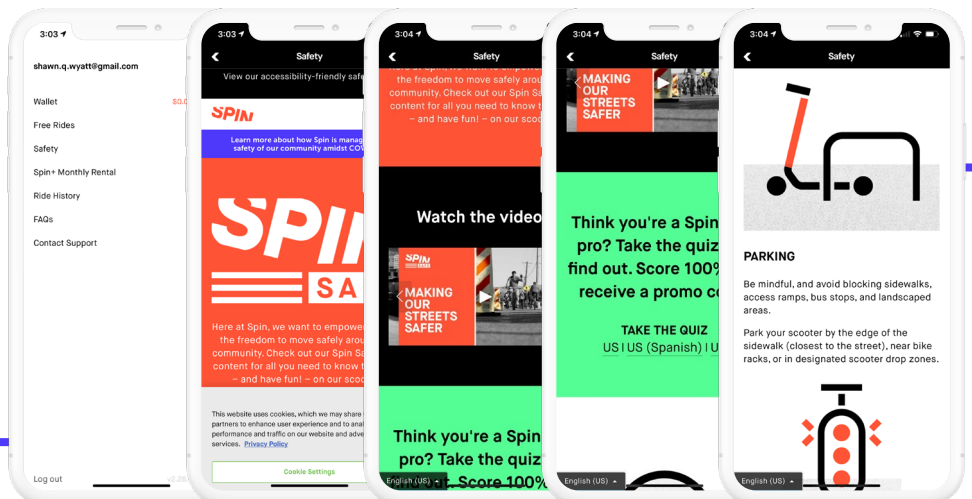 3:03
shawn.q.wyatt@gmail.com
Wallet
$0.0
Free Rides
Safety
Spin+ Monthly Rental
Ride History
FAQs
Contact Support
Log out
3:03
Safety
View our accessibility-friendly safe
SPIN
Learn more about how Spin is manag
safety of our community amidst COV
SPIN
SA
Here at Spin, we want to empower
the freedom to move safely arou
community. Check out our Spin Sa
content for all you need to know t
– and have fun! – on our scoo
This website uses cookies, which we may share
partners to enhance user experience and to anal
performance and traffic on our website and adve
services. Privacy Policy
Cookie Settings
3:04
Safety
the freedom to move safely arou
community. Check out our Spin Sa
content for all you need to know t
– and have fun! – on our scoo
Watch the video
SPIN
SAFE
MAKING
OUR
STREETS
SAFER
Think you're a Spin
pro? Take the quiz
out. Score 100%
English (US)
3:04
Safety
MAKING
OUR
STREETS
SAFER
Think you're a Spin
pro? Take the quiz
find out. Score 100%
receive a promo co
TAKE THE QUIZ
US | US (Spanish) | U
English (US)
3:04
Safety
PARKING
Be mindful, and avoid blocking sidewalks,
access ramps, bus stops, and landscaped
areas.
Park your scooter by the edge of the
sidewalk (closest to the street), near bike
racks, or in designated scooter drop zones.
English (US)